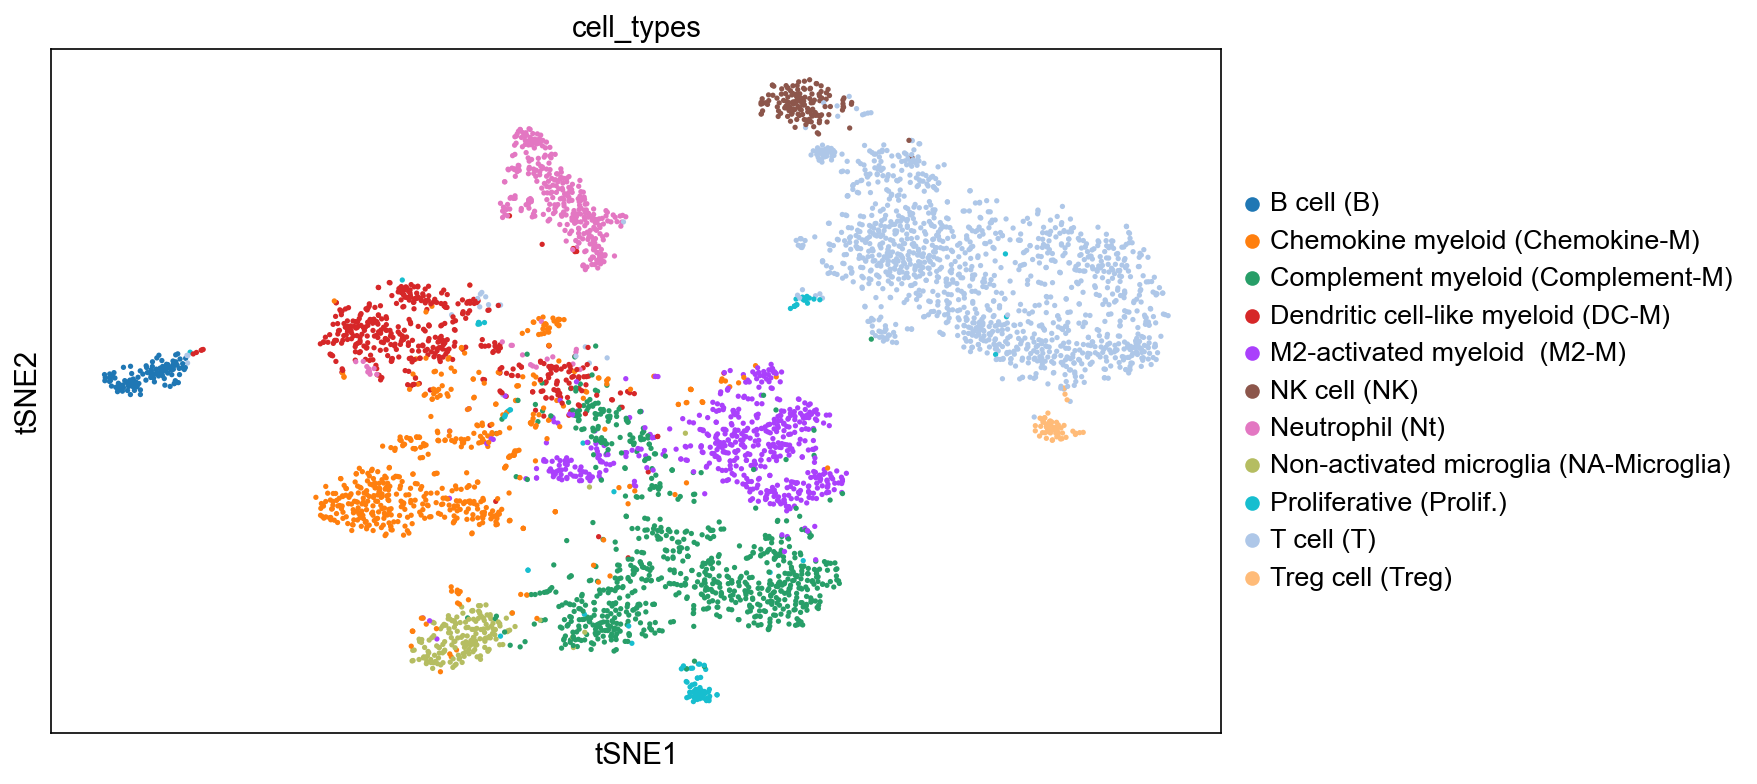 cell_types
tSNE2
tSNE1
B cell (B)
Chemokine myeloid (Chemokine-M)
Complement myeloid (Complement-M)
Dendritic cell-like myeloid (DC-M)
M2-activated myeloid  (M2-M)
NK cell (NK)
Neutrophil (Nt)
Non-activated microglia (NA-Microglia)
Proliferative (Prolif.)
T cell (T)
Treg cell (Treg)